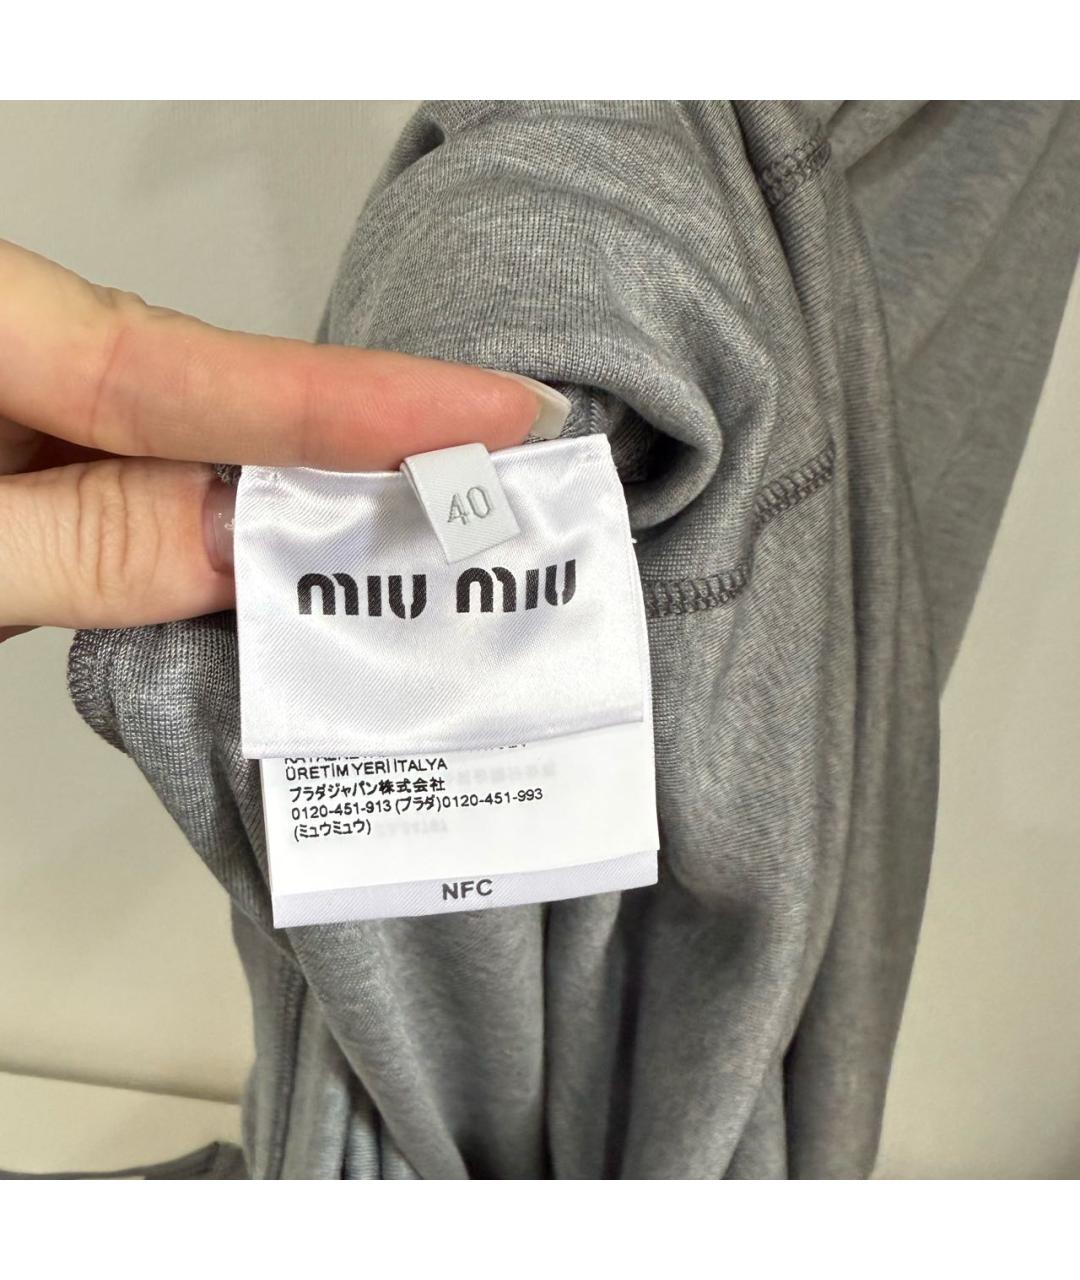 40
miu miu
ÜRETİM YERİ İTALYA
プラダジャパン株式会社
0120-451-913 (プラダ)0120-451-993
(ミュウミュウ)
NFC